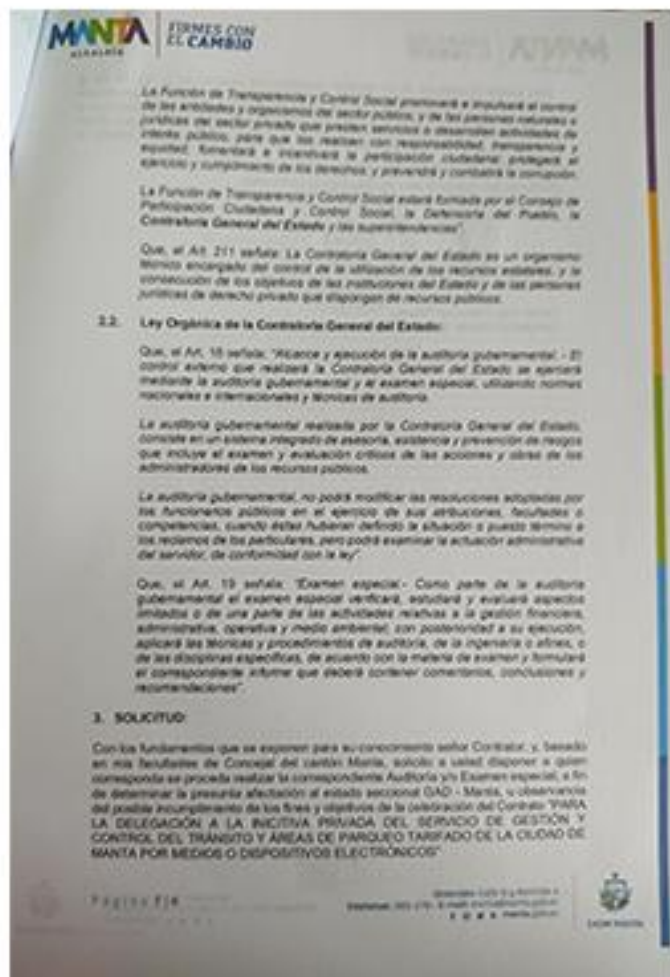 MANTA
ALCALDÍA
FIRMES CON
EL CAMBIO
La Función de Transparencia y Control Social promoverá e impulsará el control
de las entidades y organismos del sector público, y de las personas naturales o
jurídicas del sector privado que presten servicios o desarrollen actividades de
interés público, para que los realicen con responsabilidad, transparencia y
equidad; fomentará e incentivará la participación ciudadana; protegerá el
ejercicio y cumplimiento de los derechos; y prevendrá y combatirá la corrupción.
La Función de Transparencia y Control Social estará formada por el Consejo de
Participación Ciudadana y Control Social, la Defensoría del Pueblo, la
Contraloría General del Estado y las superintendencias".
Que, el Art. 211 señala: La Contraloría General del Estado es un organismo
técnico encargado del control de la utilización de los recursos estatales, y la
consecución de los objetivos de las instituciones del Estado y de las personas
jurídicas de derecho privado que dispongan de recursos públicos.
2.2. Ley Orgánica de la Contraloría General del Estado:
Que, el Art. 18 señala: "Alcance y ejecución de la auditoría gubernamental. - El
control externo que realizará la Contraloría General del Estado se ejercerá
mediante la auditoría gubernamental y el examen especial, utilizando normas
nacionales e internacionales y técnicas de auditoría.
La auditoría gubernamental realizada por la Contraloría General del Estado,
consiste en un sistema integrado de asesoría, asistencia y prevención de riesgos
que incluye el examen y evaluación críticos de las acciones y obras de los
administradores de los recursos públicos.
La auditoría gubernamental, no podrá modificar las resoluciones adoptadas por
los funcionarios públicos en el ejercicio de sus atribuciones, facultades o
competencias, cuando éstas hubieran definido la situación o puesto término a
los reclamos de los particulares, pero podrá examinar la actuación administrativa
del servidor, de conformidad con la ley".
Que, el Art. 19 señala: "Examen especial.- Como parte de la auditoría
gubernamental el examen especial verificará, estudiará y evaluará aspectos
limitados o de una parte de las actividades relativas a la gestión financiera,
administrativa, operativa y medio ambiental, con posterioridad a su ejecución,
aplicará las técnicas y procedimientos de auditoría, de la ingeniería o afines, o
de las disciplinas específicas, de acuerdo con la materia de examen y formulará
el correspondiente informe que deberá contener comentarios, conclusiones y
recomendaciones".
3. SOLICITUD:
Con los fundamentos que se exponen para su conocimiento señor Contralor, y, basado
en mis facultades de Concejal del cantón Manta, solicito a usted disponer a quien
corresponda se proceda realizar la correspondiente Auditoría y/o Examen especial, a fin
de determinar la presunta afectación al estado seccional GAD - Manta, u observancia
del posible incumplimiento de los fines y objetivos de la celebración del Contrato "PARA
LA DELEGACIÓN A LA INICITIVA PRIVADA DEL SERVICIO DE GESTIÓN Y
CONTROL DEL TRÁNSITO Y ÁREAS DE PARQUEO TARIFADO DE LA CIUDAD DE
MANTA POR MEDIOS O DISPOSITIVOS ELECTRÓNICOS"
Página 7